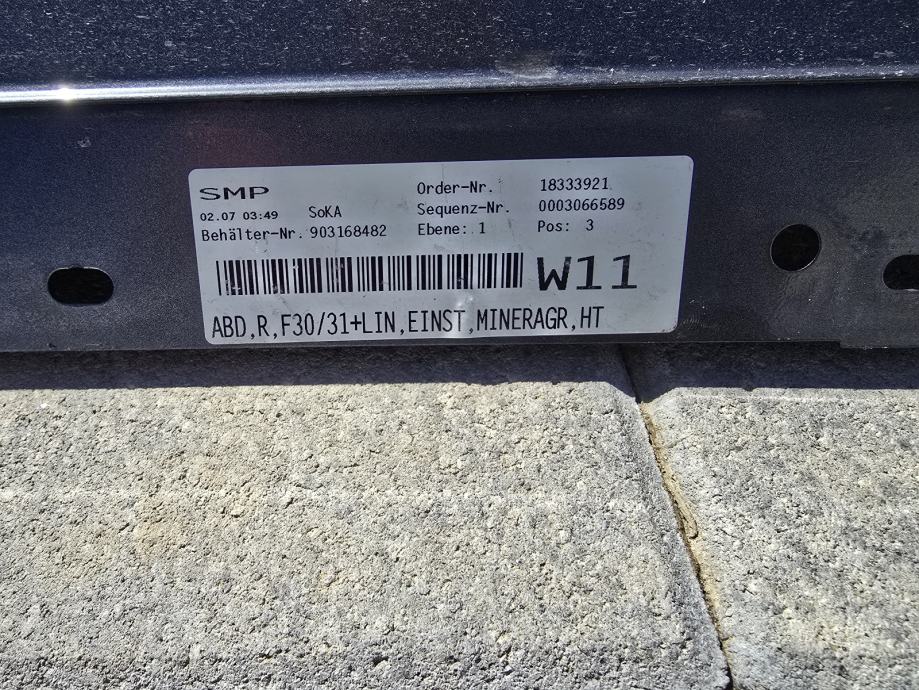 SMP
Order-Nr. 18333921
02.07 03:49 SoKA Sequenz-Nr. 0003066589
Behälter-Nr. 903168482 Ebene: 1 Pos: 3
W11
ABD,R,F30/31+LIN,EINST,MINERAGR,HT